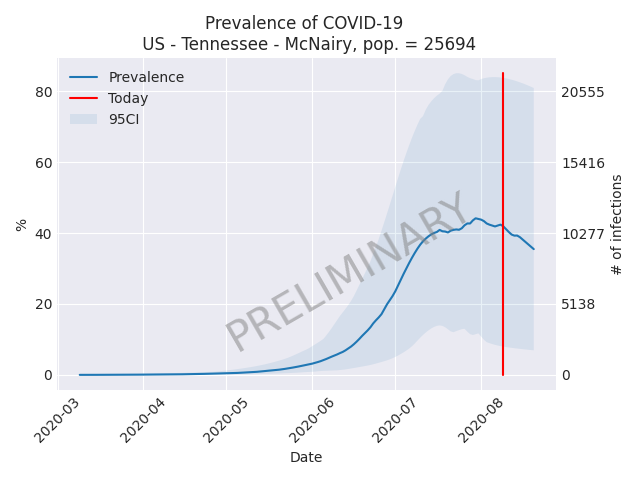 Prevalence of COVID-19
US - Tennessee - McNairy, pop. = 25694
Prevalence
Today
95CI
80
60
40
20
0
%
20555
15416
10277
5138
0
# of infections
PRELIMINARY
2020-03
2020-04
2020-05
2020-06
2020-07
2020-08
Date